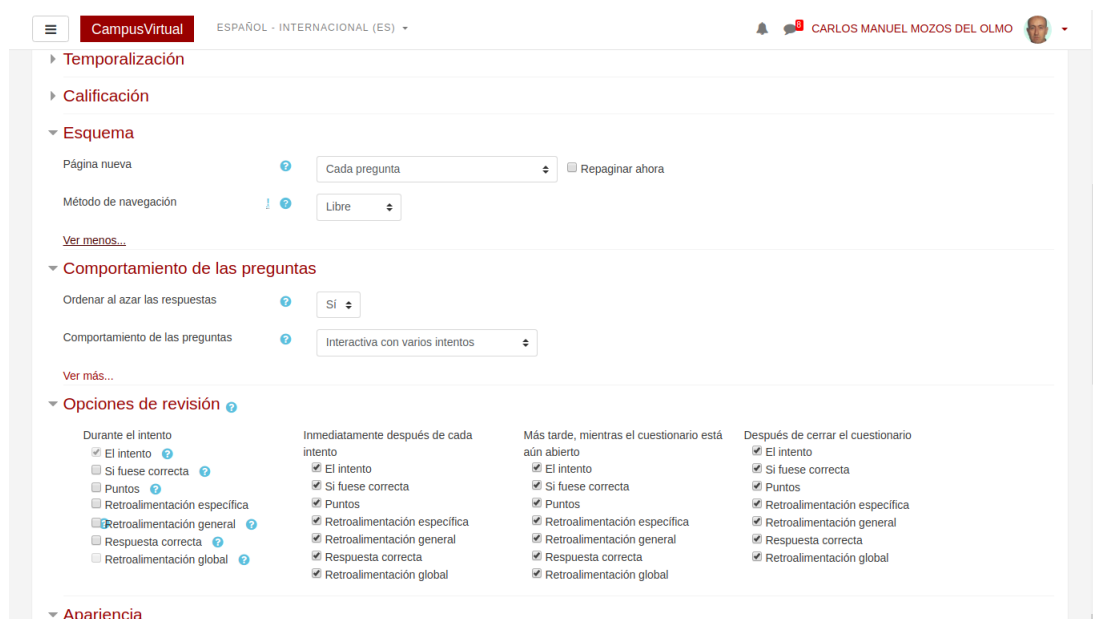 CampusVirtual ESPAÑOL - INTERNACIONAL (ES) 8 CARLOS MANUEL MOZOS DEL OLMO
Temporalización
Calificación
Esquema
Página nueva ? Cada pregunta Repaginar ahora
Método de navegación ! ? Libre
Ver menos...
Comportamiento de las preguntas
Ordenar al azar las respuestas ? Sí
Comportamiento de las preguntas ? Interactiva con varios intentos
Ver más...
Opciones de revisión ?
Durante el intento
El intento ?
Si fuese correcta ?
Puntos ?
Retroalimentación específica ?
Retroalimentación general ?
Respuesta correcta ?
Retroalimentación global ?
Inmediatamente después de cada
intento
El intento
Si fuese correcta
Puntos
Retroalimentación específica
Retroalimentación general
Respuesta correcta
Retroalimentación global
Más tarde, mientras el cuestionario está
aún abierto
El intento
Si fuese correcta
Puntos
Retroalimentación específica
Retroalimentación general
Respuesta correcta
Retroalimentación global
Después de cerrar el cuestionario
El intento
Si fuese correcta
Puntos
Retroalimentación específica
Retroalimentación general
Respuesta correcta
Retroalimentación global
Apariencia